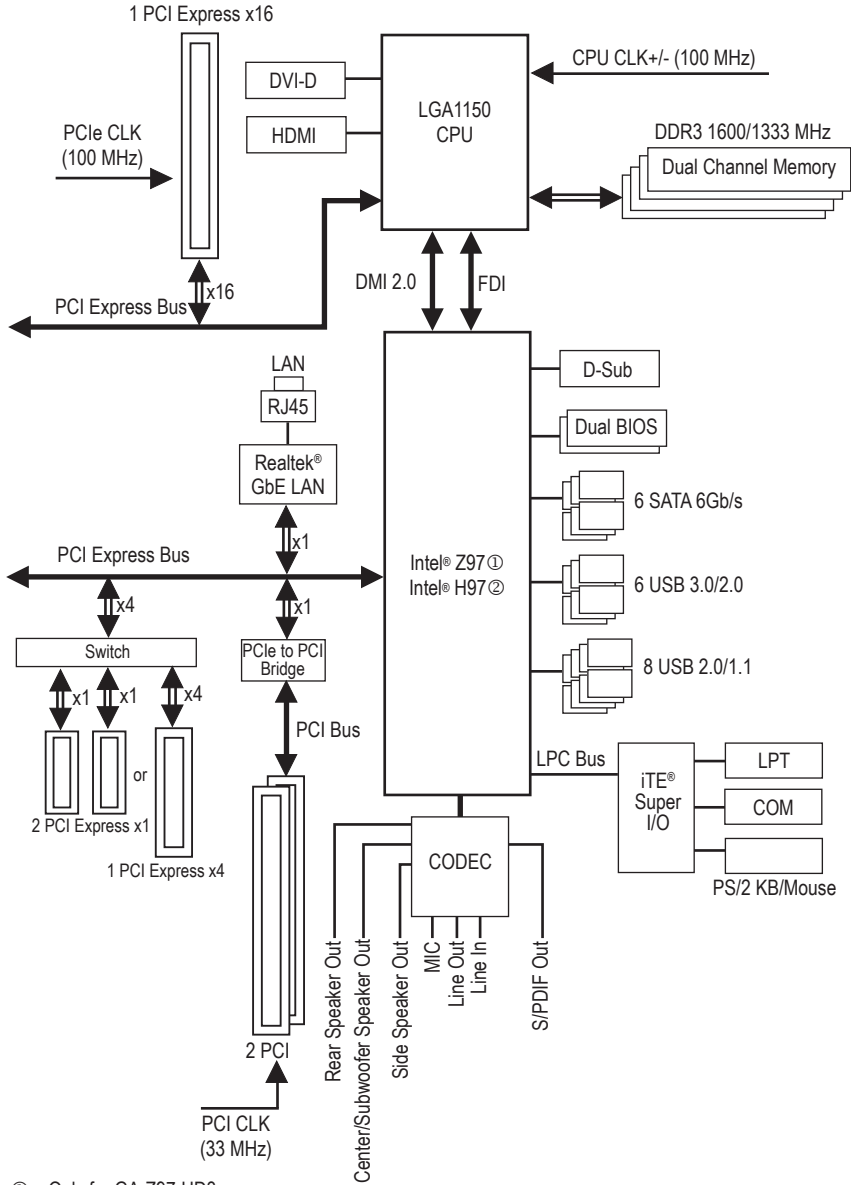 1 PCI Express x16
CPU CLK+/- (100 MHz)
DVI-D
LGA1150
CPU
HDMI
PCIe CLK
(100 MHz)
DDR3 1600/1333 MHz
Dual Channel Memory
x16
DMI 2.0
FDI
PCI Express Bus
LAN
RJ45
D-Sub
Dual BIOS
Realtek®
GbE LAN
6 SATA 6Gb/s
x1
PCI Express Bus
Intel® Z97①
Intel® H97②
6 USB 3.0/2.0
x4
x1
Switch
PCIe to PCI
Bridge
8 USB 2.0/1.1
x1
x1
x4
PCI Bus
LPC Bus
iTE®
Super
I/O
LPT
COM
or
2 PCI Express x1
1 PCI Express x4
CODEC
PS/2 KB/Mouse
Rear Speaker Out
Center/Subwoofer Speaker Out
Side Speaker Out
MIC
Line Out
Line In
S/PDIF Out
2 PCI
PCI CLK
(33 MHz)